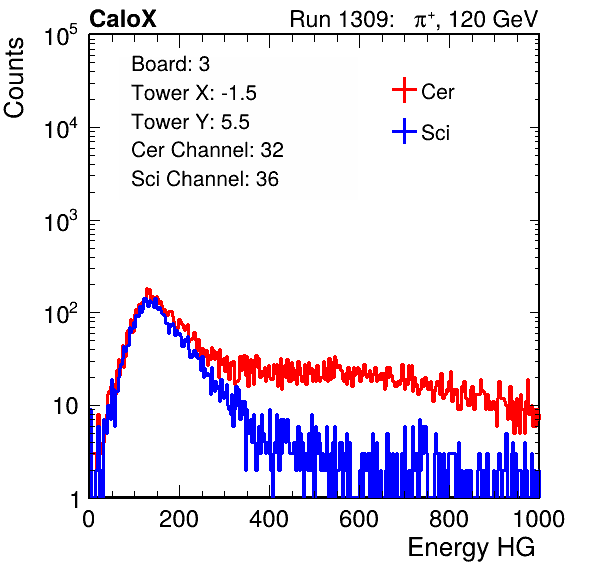 CaloX Run 1309: π⁺, 120 GeV
Counts
Board: 3
Tower X: -1.5
Tower Y: 5.5
Cer Channel: 32
Sci Channel: 36
Cer
Sci
10⁵
10⁴
10³
10²
10
1
0 200 400 600 800 1000
Energy HG